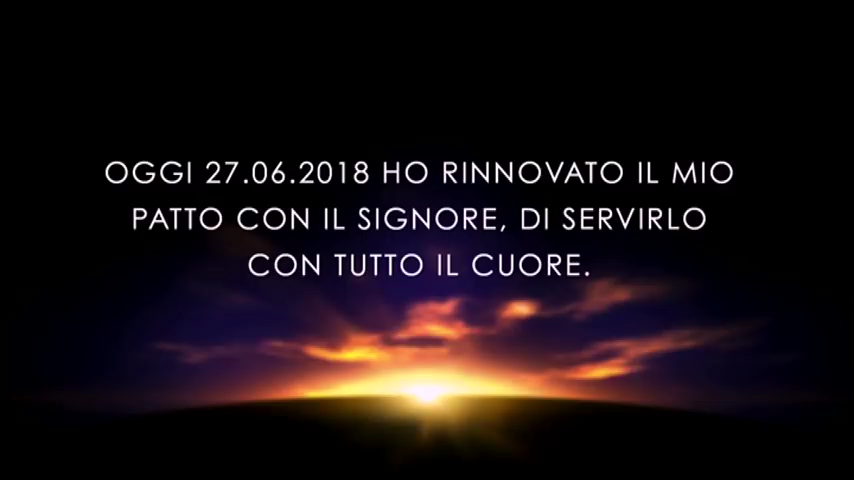 OGGI 27.06.2018 HO RINNOVATO IL MIO
PATTO CON IL SIGNORE, DI SERVIRLO
CON TUTTO IL CUORE.